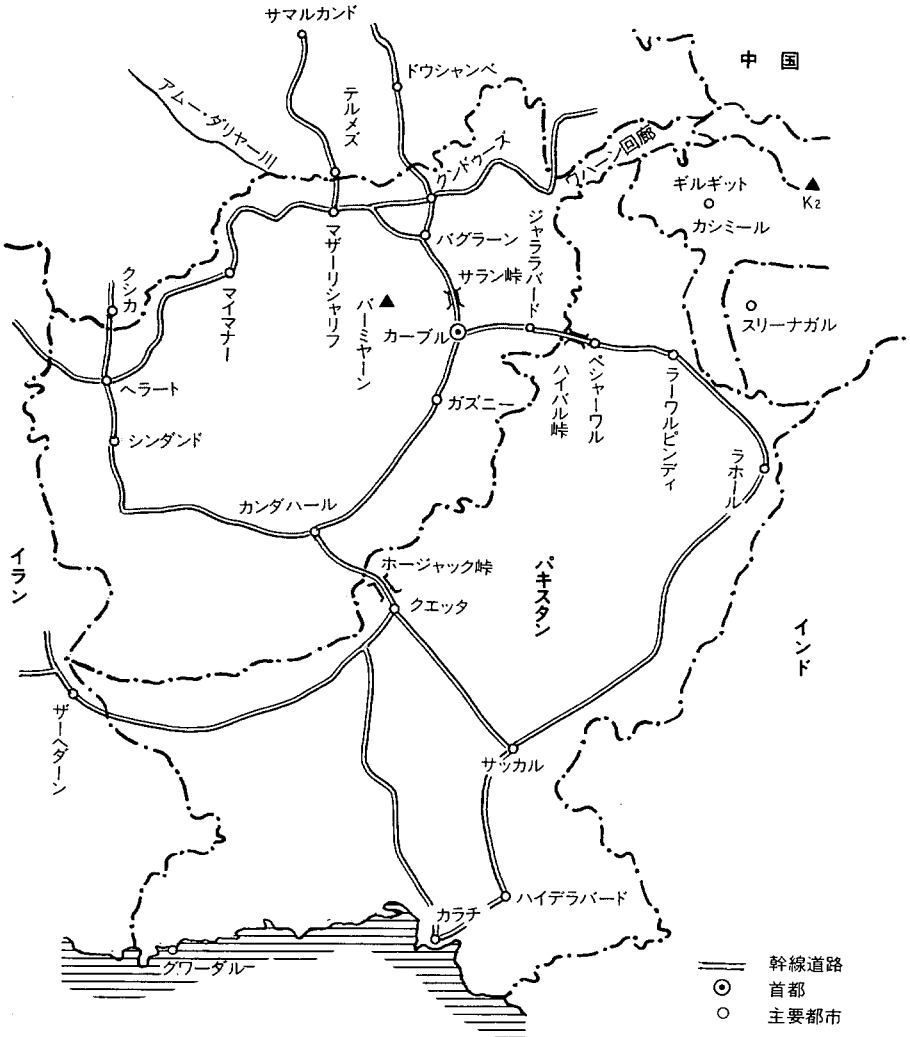 サマルカンド
中国
ドウシャンベ
アムー・ダリヤー川
テルメズ
クンドゥーズ
ワハーン回廊
ギルギット
K2
カシミール
バグラーン
ジャララバード
サラン峠
クシカ
マイマナー
マザーリシャリフ
バーミヤーン
カーブル
スリーナガル
ヘラート
ガズニー
ハイバル峠
ペシャーワル
ラーワルピンディ
シンダンド
ラホール
カンダハール
イラン
ホージャック峠
パキスタン
クエッタ
インド
ザーヘダーン
サッカル
カラチ
ハイデラバード
グワーダル
幹線道路
首都
主要都市